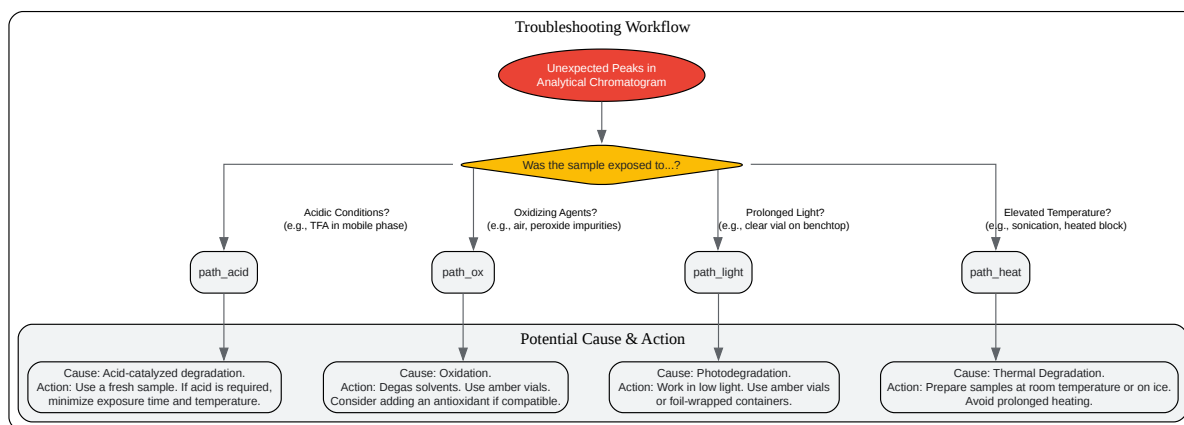 Troubleshooting Workflow
Unexpected Peaks in
Analytical Chromatogram
Was the sample exposed to...?
Acidic Conditions?
(e.g., TFA in mobile phase)
Oxidizing Agents?
(e.g., air, peroxide impurities)
Prolonged Light?
(e.g., clear vial on benchtop)
Elevated Temperature?
(e.g., sonication, heated block)
path_acid
path_ox
path_light
path_heat
Potential Cause & Action
Cause: Acid-catalyzed degradation.
Action: Use a fresh sample. If acid is required,
minimize exposure time and temperature.
Cause: Oxidation.
Action: Degas solvents. Use amber vials.
Consider adding an antioxidant if compatible.
Cause: Photodegradation.
Action: Work in low light. Use amber vials
or foil-wrapped containers.
Cause: Thermal Degradation.
Action: Prepare samples at room temperature or on ice.
Avoid prolonged heating.